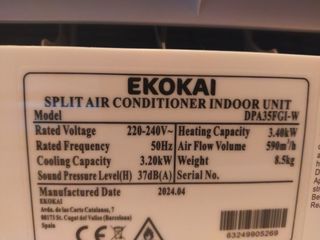 EKOKAI
SPLIT AIR CONDITIONER INDOOR UNIT
Model DPA35FGI-W
Rated Voltage 220-240V~ Heating Capacity 3.40kW
Rated Frequency 50Hz Air Flow Volume 590m³/h
Cooling Capacity 3.20kW Weight 8.5kg
Sound Pressure Level(H) 37dB(A) Serial No.
Manufactured Date 2024.04
EKOKAI
Avda. de les Corts Catalanes, 7
08173 St. Cugat del Valles (Barcelona)
Spain
63249905269